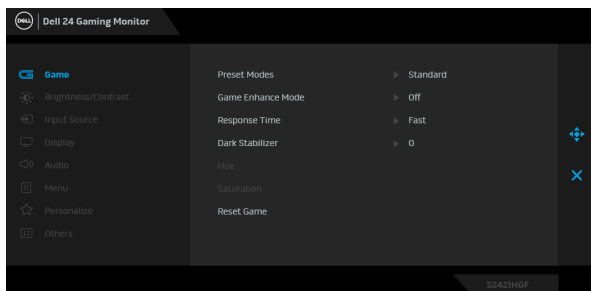 DELL Dell 24 Gaming Monitor
Game
Preset Modes Standard
Brightness/Contrast
Game Enhance Mode Off
Input Source
Response Time Fast
Display
Dark Stabilizer 0
Audio
Hue
Menu
Saturation
Personalize
Reset Game
Others
S2421HGF